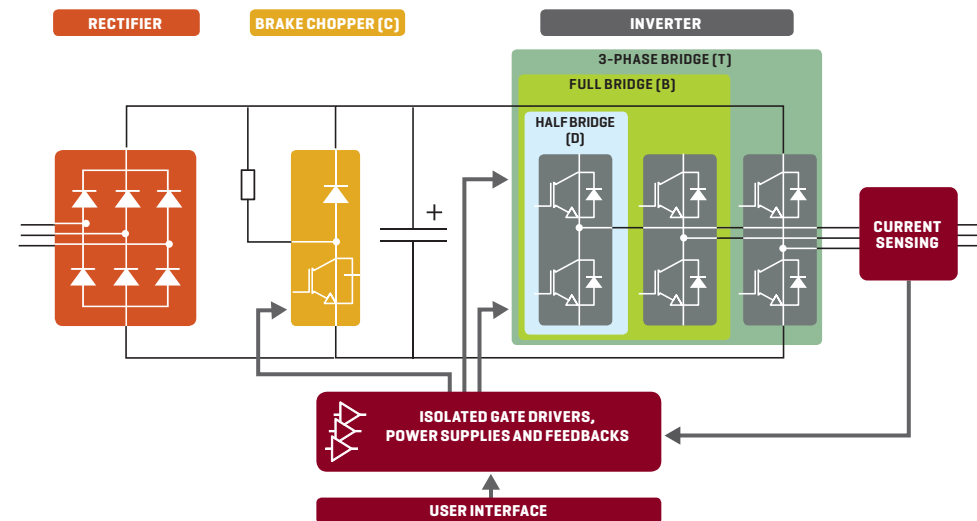 RECTIFIER
BRAKE CHOPPER (C)
INVERTER
3-PHASE BRIDGE (T)
FULL BRIDGE (B)
HALF BRIDGE
(D)
+
CURRENT
SENSING
ISOLATED GATE DRIVERS,
POWER SUPPLIES AND FEEDBACKS
USER INTERFACE